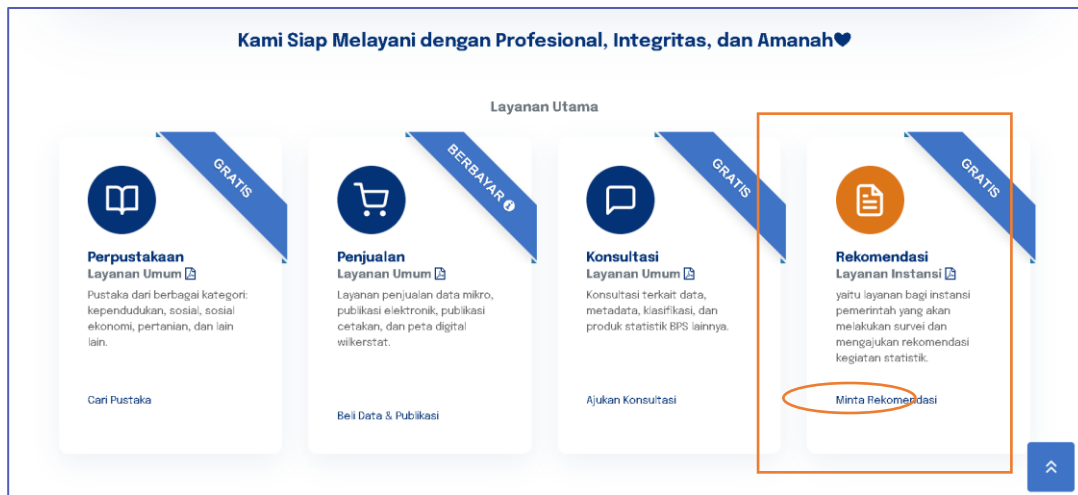 Kami Siap Melayani dengan Profesional, Integritas, dan Amanah
Layanan Utama
GRATIS
Perpustakaan
Layanan Umum
Pustaka dari berbagai kategori:
kependudukan, sosial, sosial
ekonomi, pertanian, dan lain
lain.
Cari Pustaka
BERBAYAR
Penjualan
Layanan Umum
Layanan penjualan data mikro,
publikasi elektronik, publikasi
cetakan, dan peta digital
wilkerstat.
Beli Data & Publikasi
GRATIS
Konsultasi
Layanan Umum
Konsultasi terkait data,
metadata, klasifikasi, dan
produk statistik BPS lainnya.
Ajukan Konsultasi
GRATIS
Rekomendasi
Layanan Instansi
yaitu layanan bagi instansi
pemerintah yang akan
melakukan survei dan
mengajukan rekomendasi
kegiatan statistik.
Minta Rekomendasi